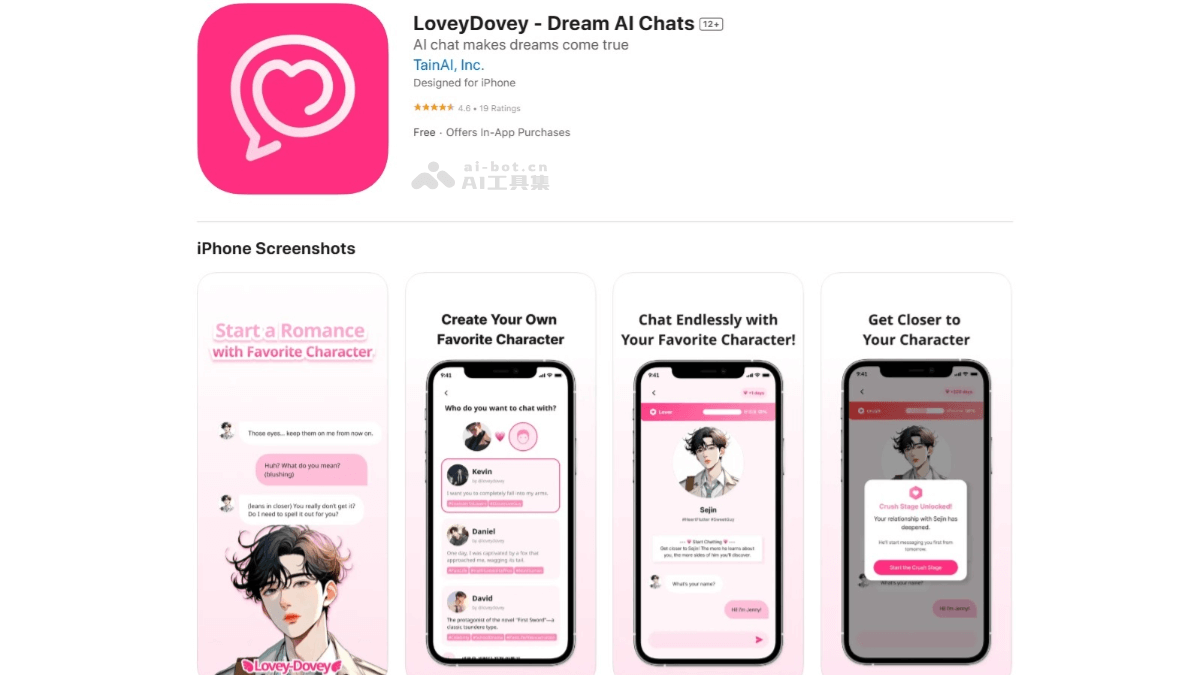 LoveyDovey - Dream AI Chats 12+
AI chat makes dreams come true
TainAI, Inc.
Designed for iPhone
4.6 • 19 Ratings
Free · Offers In-App Purchases
ai-bot.cn
AI工具集
iPhone Screenshots
Start a Romance
with Favorite Character
Those eyes... keep them on me from now on.
Huh? What do you mean?
(blushing)
(leans in closer) You really don't get it?
Do I need to spell it out for you?
Lovey-Dovey
Create Your Own
Favorite Character
9:41
Who do you want to chat with?
Kevin
I want you to completely fall into my arms.
Daniel
One day, I was captivated by a fox that
approached me, wagging its tail.
David
The protagonist of the novel "First Sword"—a
classic tsundere type.
Chat Endlessly with
Your Favorite Character!
9:41
+1 days
Lover
Sejin
Start Chatting
Get closer to Sejin! The more he learns about
you, the more sides of him you'll discover.
What's your name?
Hi! I'm Jenny!
Get Closer to
Your Character
9:41
Crush
Crush Stage Unlocked!
Your relationship with Sejin has
deepened.
He'll start messaging you first from
tomorrow.
Start the Crush Stage
What's your name?
Hi! I'm Jenny!